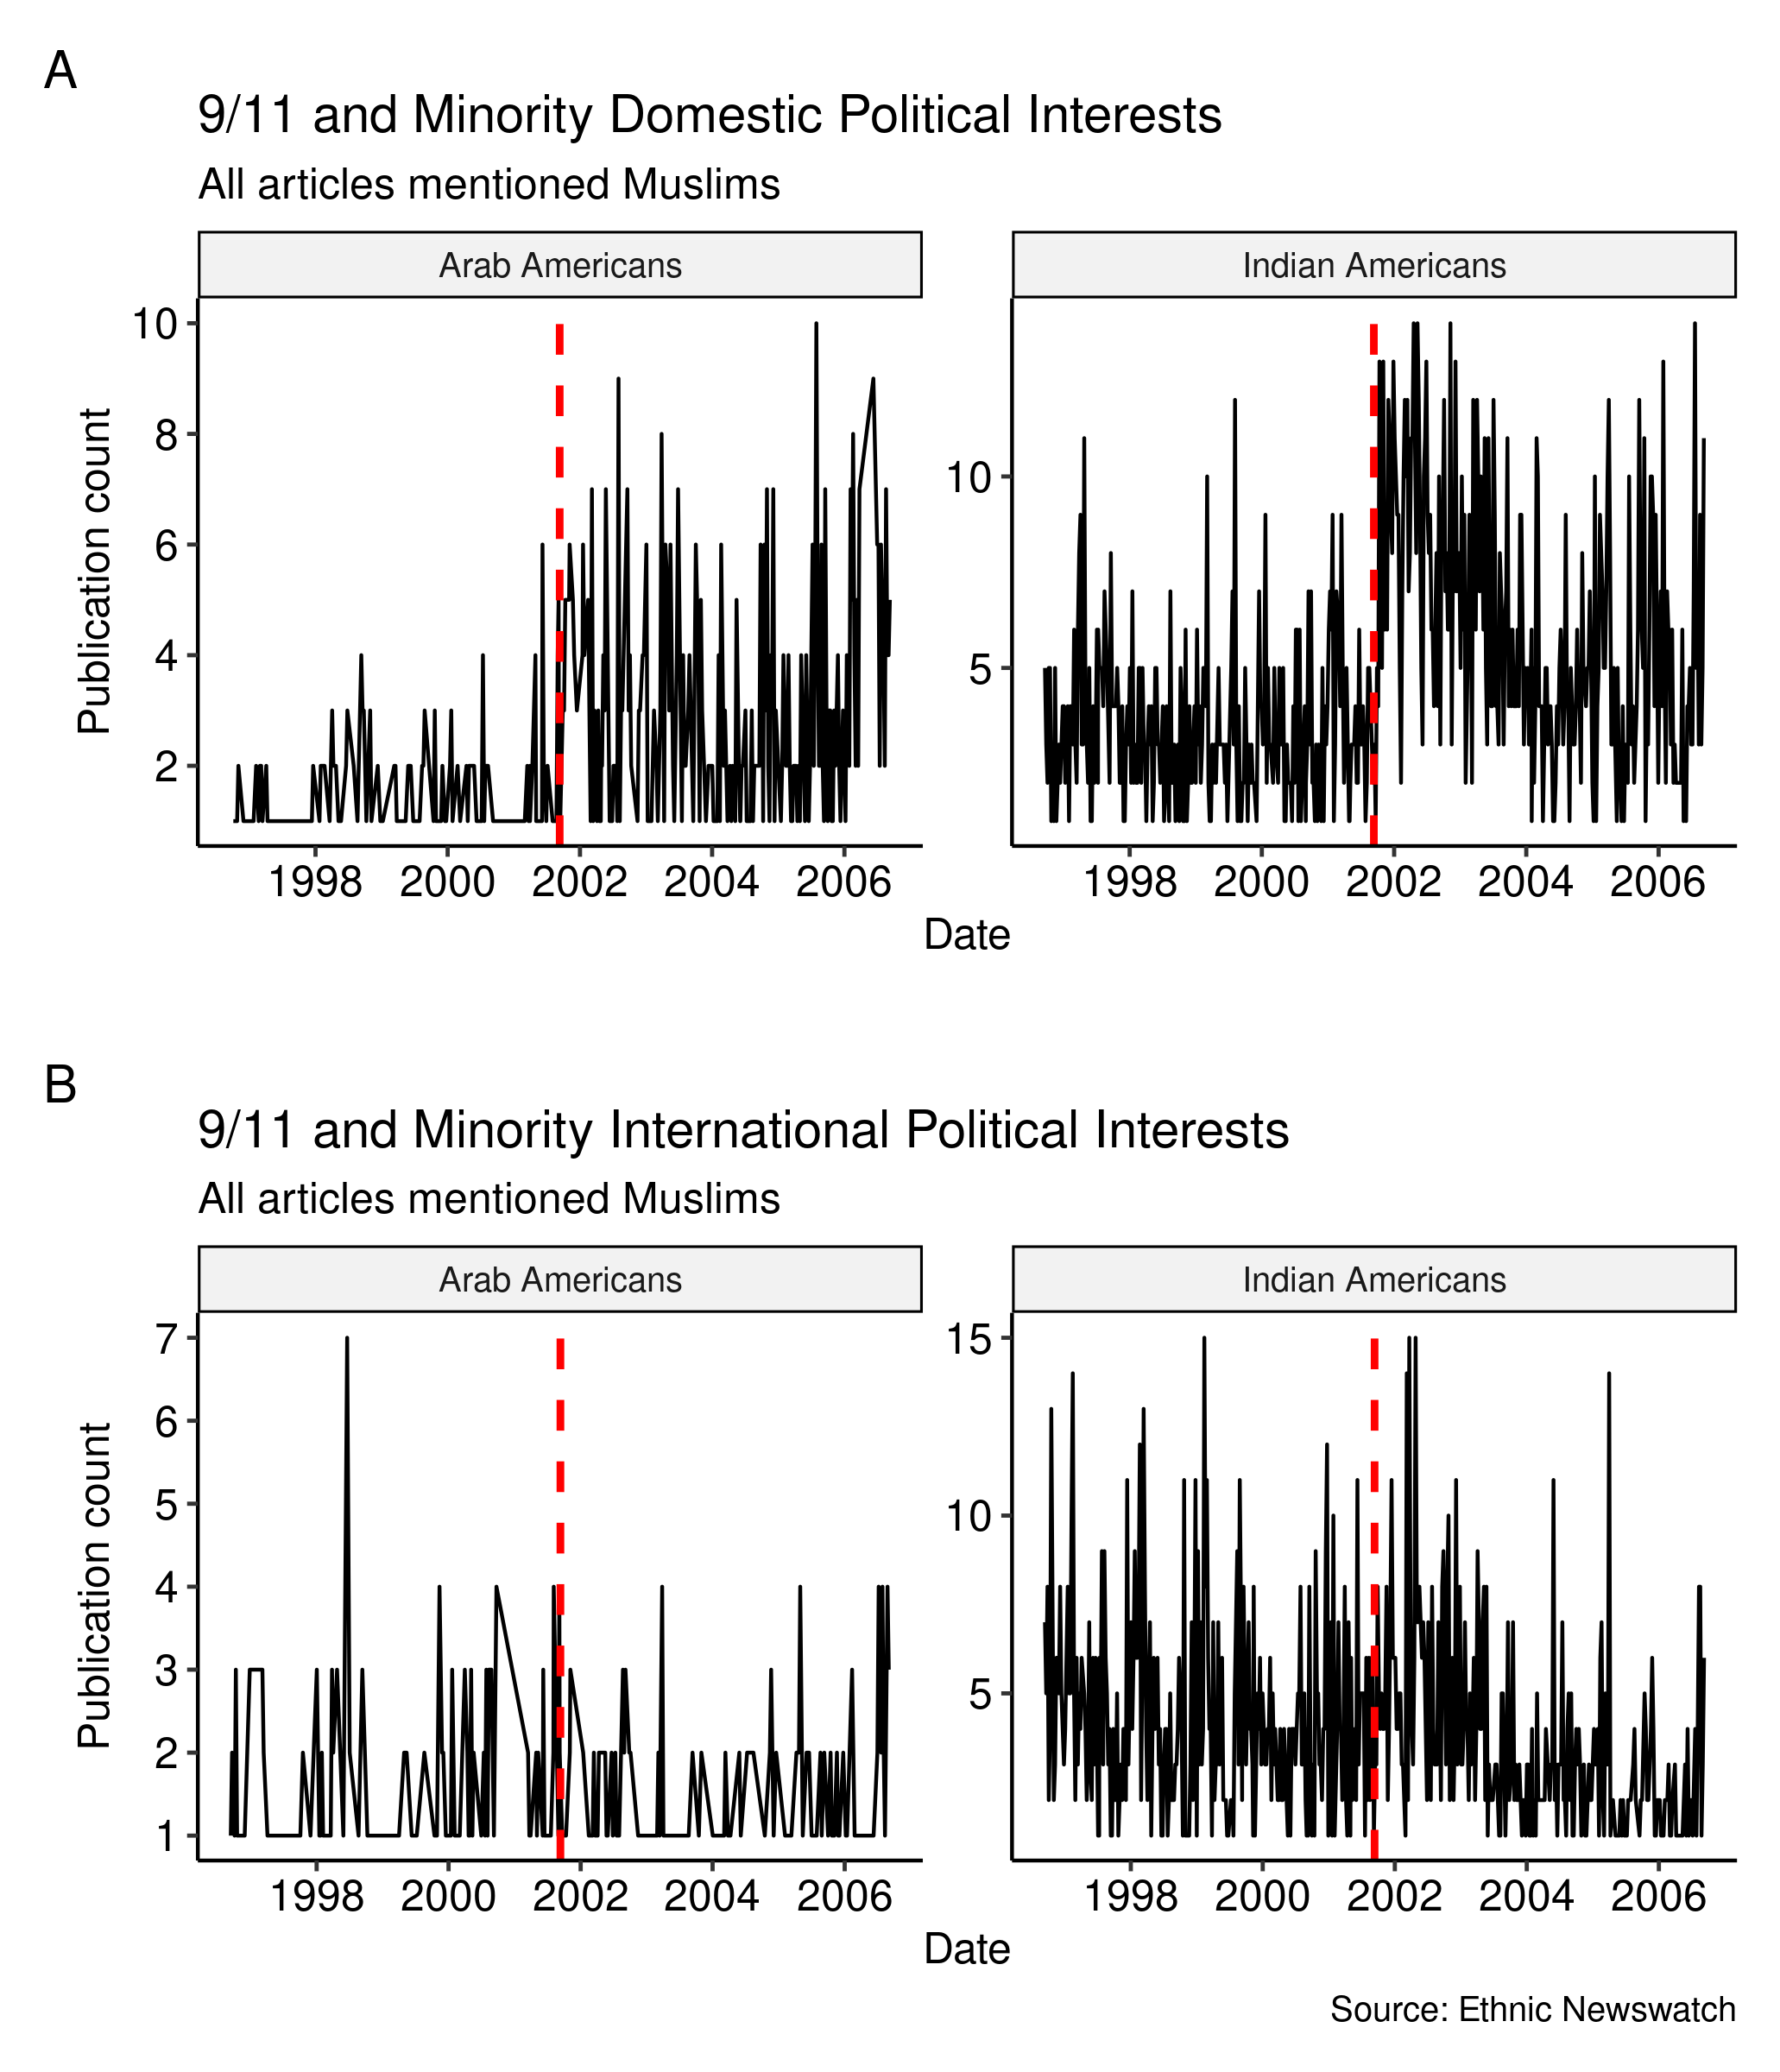 A
9/11 and Minority Domestic Political Interests
All articles mentioned Muslims
Arab Americans
Indian Americans
Publication count
10
8
6
4
2
10
5
1998 2000 2002 2004 2006
1998 2000 2002 2004 2006
Date
B
9/11 and Minority International Political Interests
All articles mentioned Muslims
Arab Americans
Indian Americans
Publication count
7
6
5
4
3
2
1
15
10
5
1998 2000 2002 2004 2006
1998 2000 2002 2004 2006
Date
Source: Ethnic Newswatch